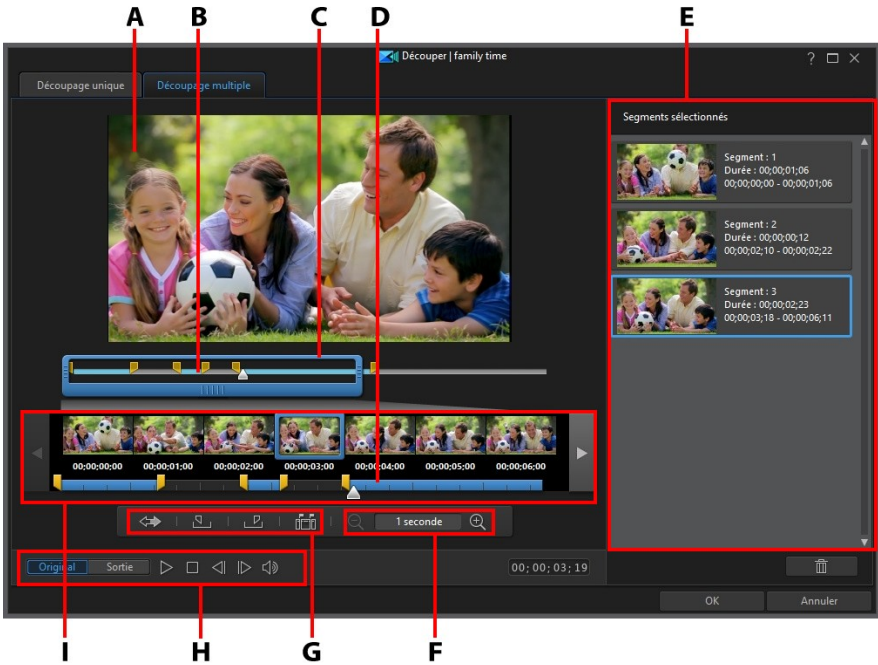 A B C D E
Découper | family time
?
Découpage unique Découpage multiple
Segments sélectionnés
Segment : 1
Durée : 00;00;01;06
00;00;00;00 - 00;00;01;06
Segment : 2
Durée : 00;00;00;12
00;00;02;10 - 00;00;02;22
Segment : 3
Durée : 00;00;02;23
00;00;03;18 - 00;00;06;11
00;00;00;00 00;00;01;00 00;00;02;00 00;00;03;00 00;00;04;00 00;00;05;00 00;00;06;00
1 seconde
Original Sortie 00; 00; 03; 19
OK Annuler
I H G F